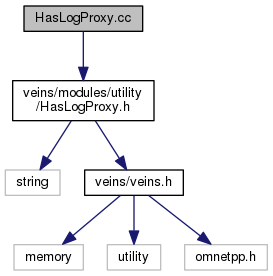 HasLogProxy.cc
veins/modules/utility
/HasLogProxy.h
string
veins/veins.h
memory
utility
omnetpp.h